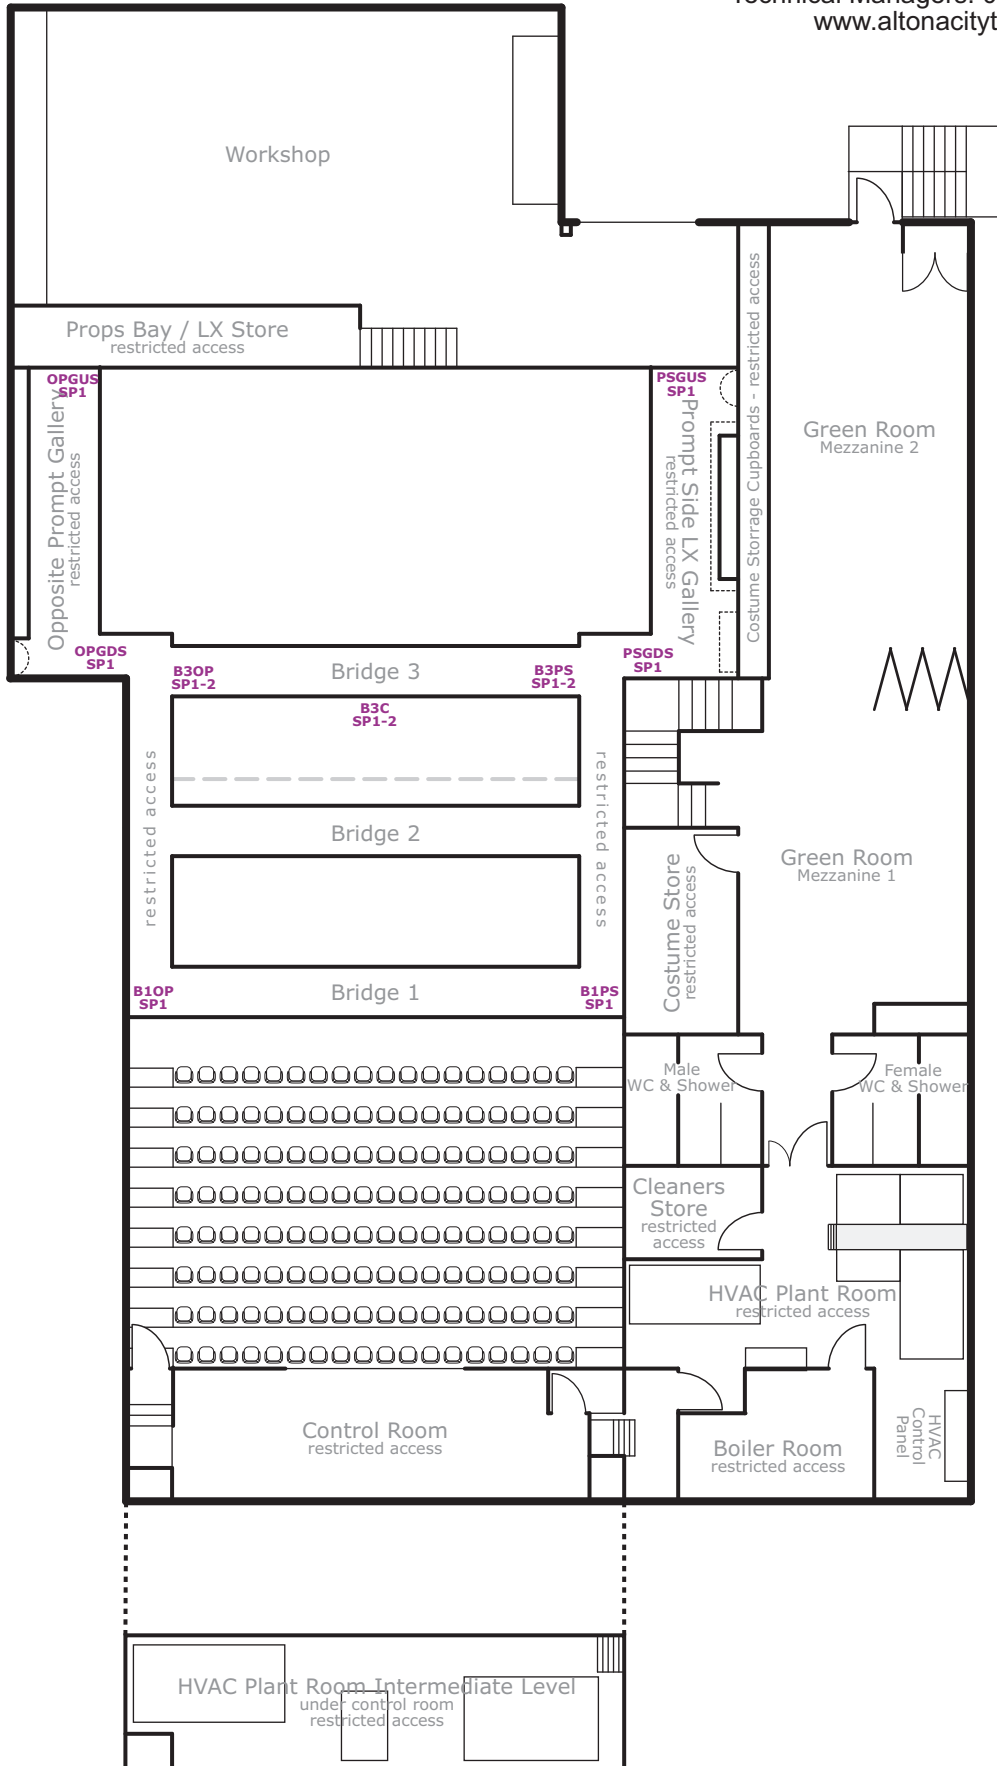 Technical Managers:
www.altonacityt
Workshop
Props Bay / LX Store
restricted access
OPGUS
SP1
PSGUS
SP1
Opposite Prompt Gallery
restricted access
Prompt Side LX Gallery
restricted access
Costume Storrage Cupboards - restricted access
Green Room
Mezzanine 2
OPGDS
SP1
PSGDS
SP1
B3OP
SP1-2
Bridge 3
B3PS
SP1-2
B3C
SP1-2
restricted access
restricted access
Bridge 2
Green Room
Mezzanine 1
Costume Store
restricted access
B1OP
SP1
Bridge 1
B1PS
SP1
Male
WC & Shower
Female
WC & Shower
Cleaners
Store
restricted
access
HVAC Plant Room
restricted access
Control Room
restricted access
Boiler Room
restricted access
HVAC
Control
Panel
HVAC Plant Room Intermediate Level
under control room
restricted access